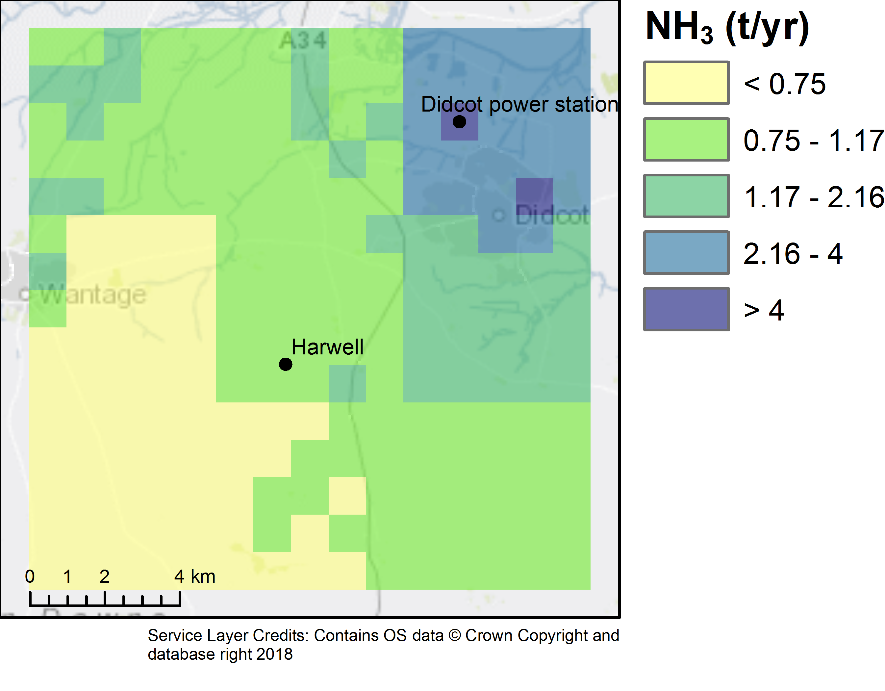 NH₃ (t/yr)
< 0.75
0.75 - 1.17
1.17 - 2.16
2.16 - 4
> 4
A34
Didcot power station
Didcot
Wantage
Harwell
0 1 2 4 km
Service Layer Credits: Contains OS data © Crown Copyright and
database right 2018